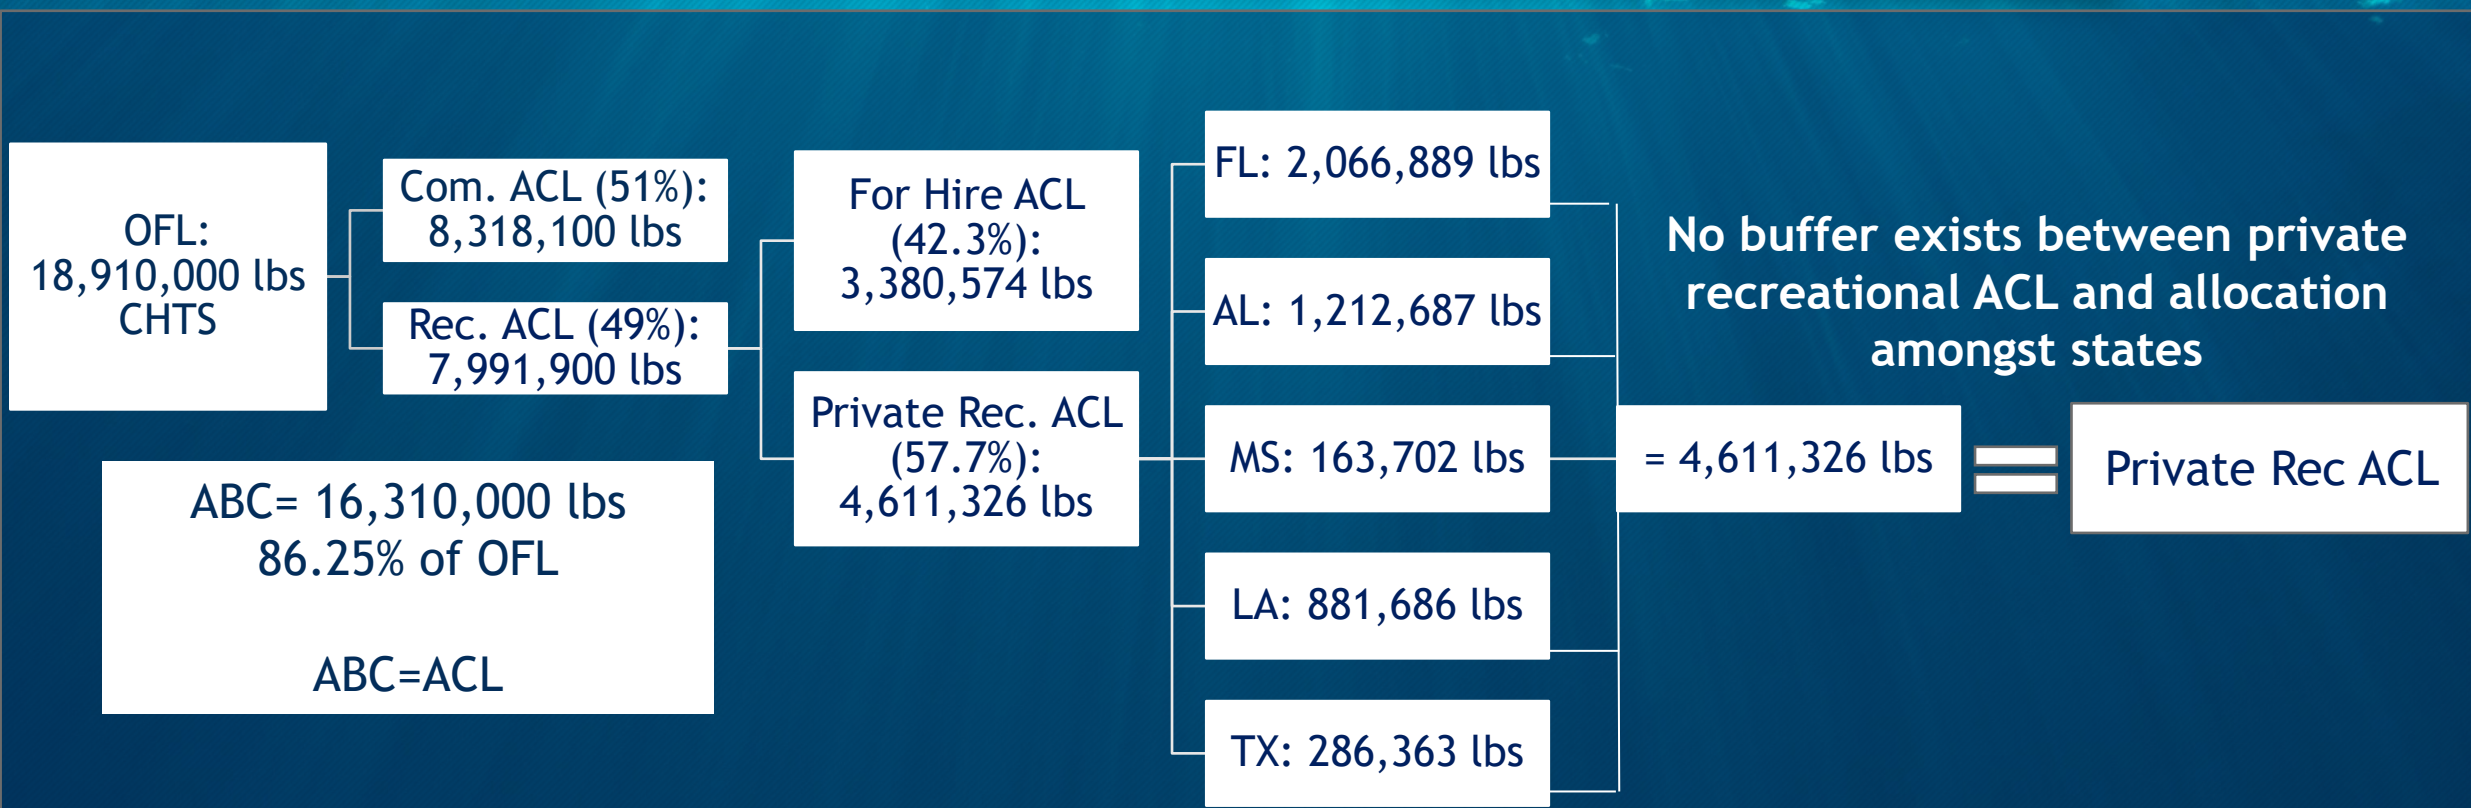 OFL:
18,910,000 lbs
CHTS
Com. ACL (51%):
8,318,100 lbs
Rec. ACL (49%):
7,991,900 lbs
ABC= 16,310,000 lbs
86.25% of OFL
ABC=ACL
For Hire ACL
(42.3%):
3,380,574 lbs
Private Rec. ACL
(57.7%):
4,611,326 lbs
FL: 2,066,889 lbs
AL: 1,212,687 lbs
MS: 163,702 lbs
LA: 881,686 lbs
TX: 286,363 lbs
No buffer exists between private
recreational ACL and allocation
amongst states
= 4,611,326 lbs
Private Rec ACL